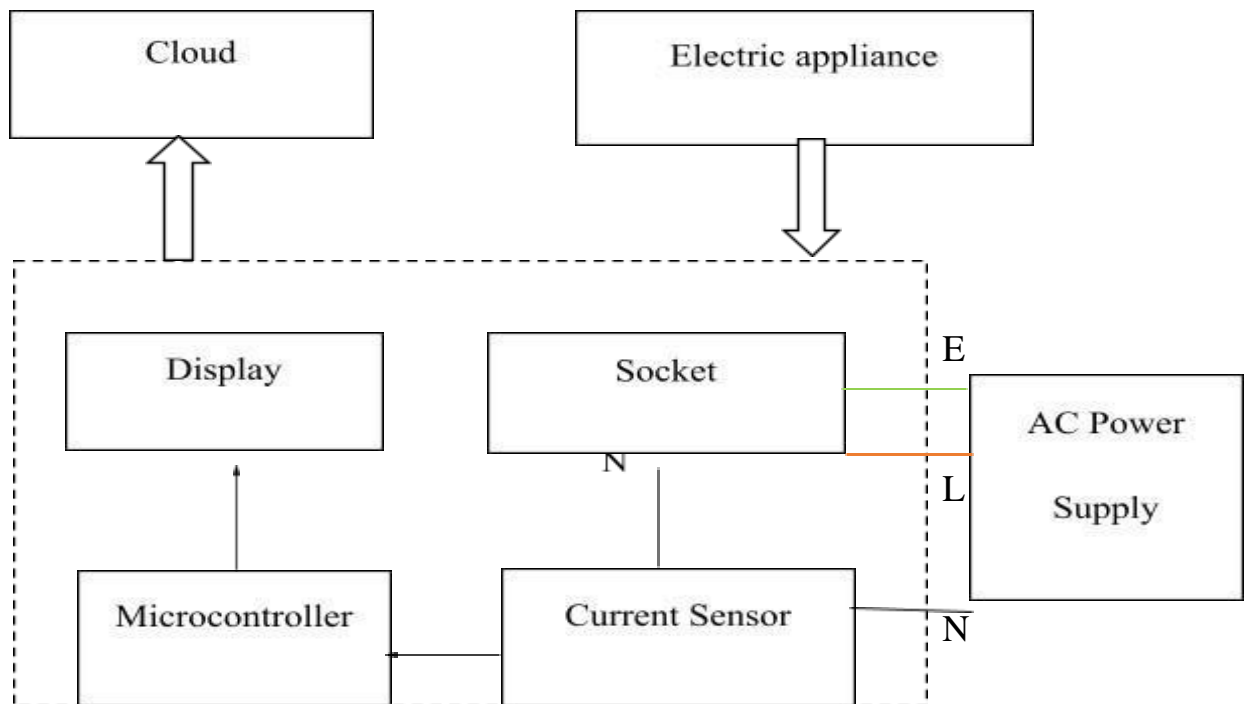 Cloud
Electric appliance
Display
Socket
E
AC Power
Supply
L
N
Microcontroller
Current Sensor
N